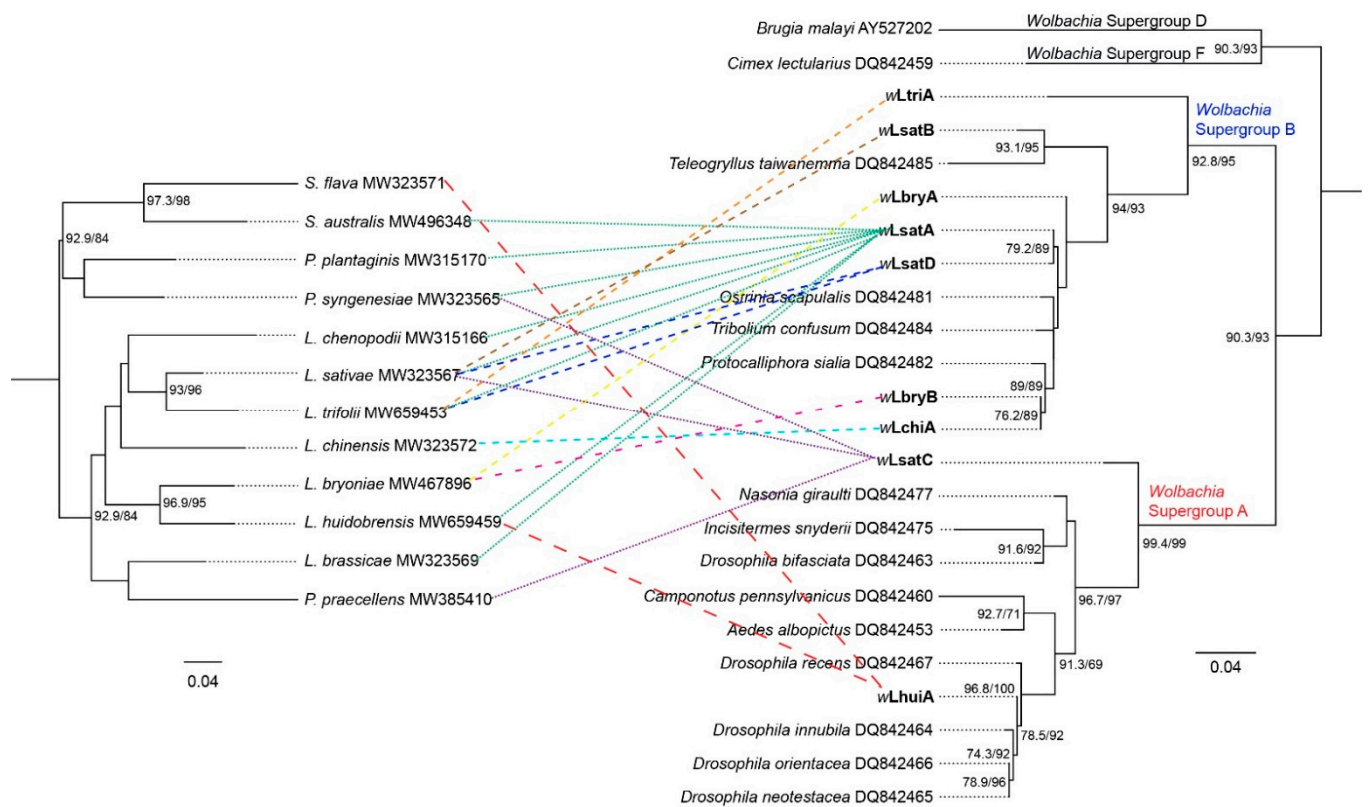 S. flava MW323571
97.3/98
S. australis MW496348
92.9/84
P. plantaginis MW315170
P. syngenesiae MW323565
L. chenopodii MW315166
L. sativae MW323567
93/96
L. trifolii MW659453
L. chinensis MW323572
L. bryoniae MW467896
96.9/95
92.9/84
L. huidobrensis MW659459
L. brassicae MW323569
P. praecellens MW385410
0.04
Brugia malayi AY527202
Wolbachia Supergroup D
90.3/93
Cimex lectularius DQ842459
Wolbachia Supergroup F
wLtriA
Wolbachia
Supergroup B
wLsatB
93.1/95
92.8/95
Teleogryllus taiwanemma DQ842485
wLbryA
94/93
wLsatA
79.2/89
wLsatD
Osrrinia scapulalis DQ842481
Tribolium confusum DQ842484
90.3/93
Protocalliphora sialia DQ842482
89/89
wLbryB
76.2/89
wLchiA
wLsatC
Nasonia giraulti DQ842477
Wolbachia
Supergroup A
Incisitermes snyderii DQ842475
91.6/92
99.4/99
Drosophila bifasciata DQ842463
96.7/97
Camponotus pennsylvanicus DQ842460
92.7/71
Aedes albopictus DQ842453
91.3/69
Drosophila recens DQ842467
96.8/100
wLhuiA
78.5/92
Drosophila innubila DQ842464
74.3/92
Drosophila orientacea DQ842466
78.9/96
Drosophila neotestacea DQ842465
0.04